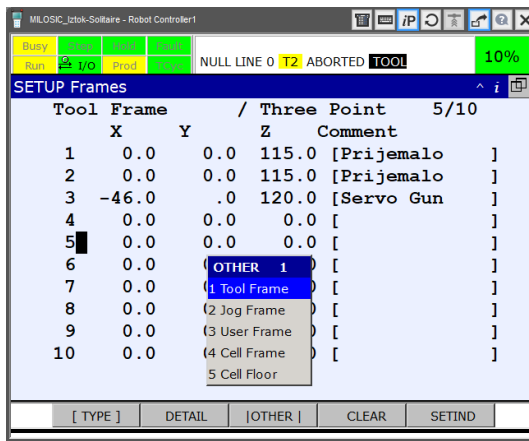 MILOSIC_Iztok-Solitaire - Robot Controller1
iP
Busy Step Hold Fault
Run I/O Prod TCyc
NULL LINE 0 T2 ABORTED TOOL
10%
SETUP Frames
^ i
Tool Frame / Three Point 5/10
X Y Z Comment
1 0.0 0.0 115.0 [Prijemalo ]
2 0.0 0.0 115.0 [Prijemalo ]
3 -46.0 .0 120.0 [Servo Gun ]
4 0.0 0.0 0.0 [ ]
5 0.0 0.0 0.0 [ ]
6 0.0 [ ]
7 0.0 [ ]
8 0.0 [ ]
9 0.0 [ ]
10 0.0 [ ]
OTHER 1
1 Tool Frame
2 Jog Frame
3 User Frame
4 Cell Frame
5 Cell Floor
[ TYPE ] DETAIL |OTHER | CLEAR SETIND